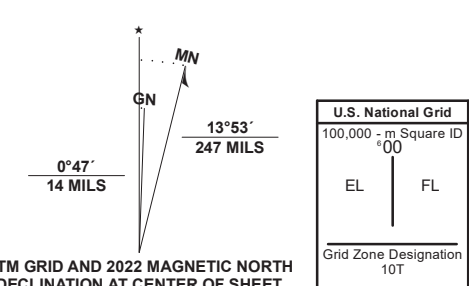 ★
MN
GN
13°53´
247 MILS
0°47´
14 MILS
TM GRID AND 2022 MAGNETIC NORTH
DECLINATION AT CENTER OF SHEET
U.S. National Grid
100,000 - m Square ID
⁶00
EL FL
Grid Zone Designation
10T